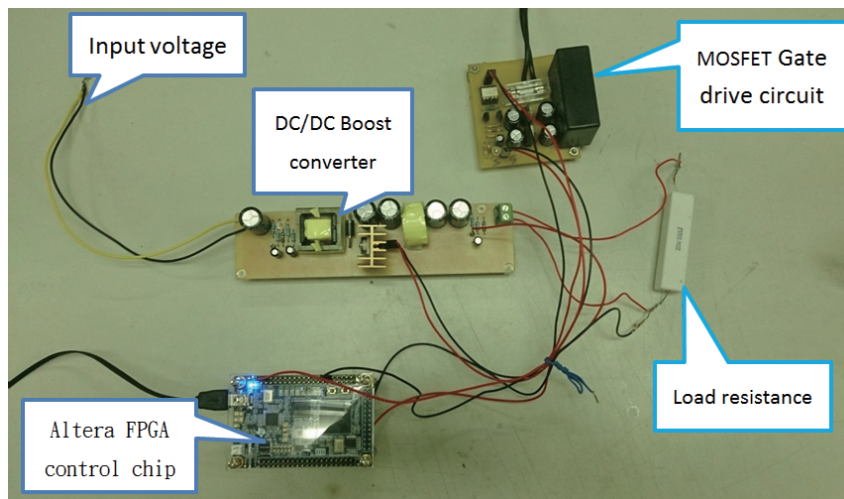 Input voltage
MOSFET Gate
drive circuit
DC/DC Boost
converter
Load resistance
Altera FPGA
control chip